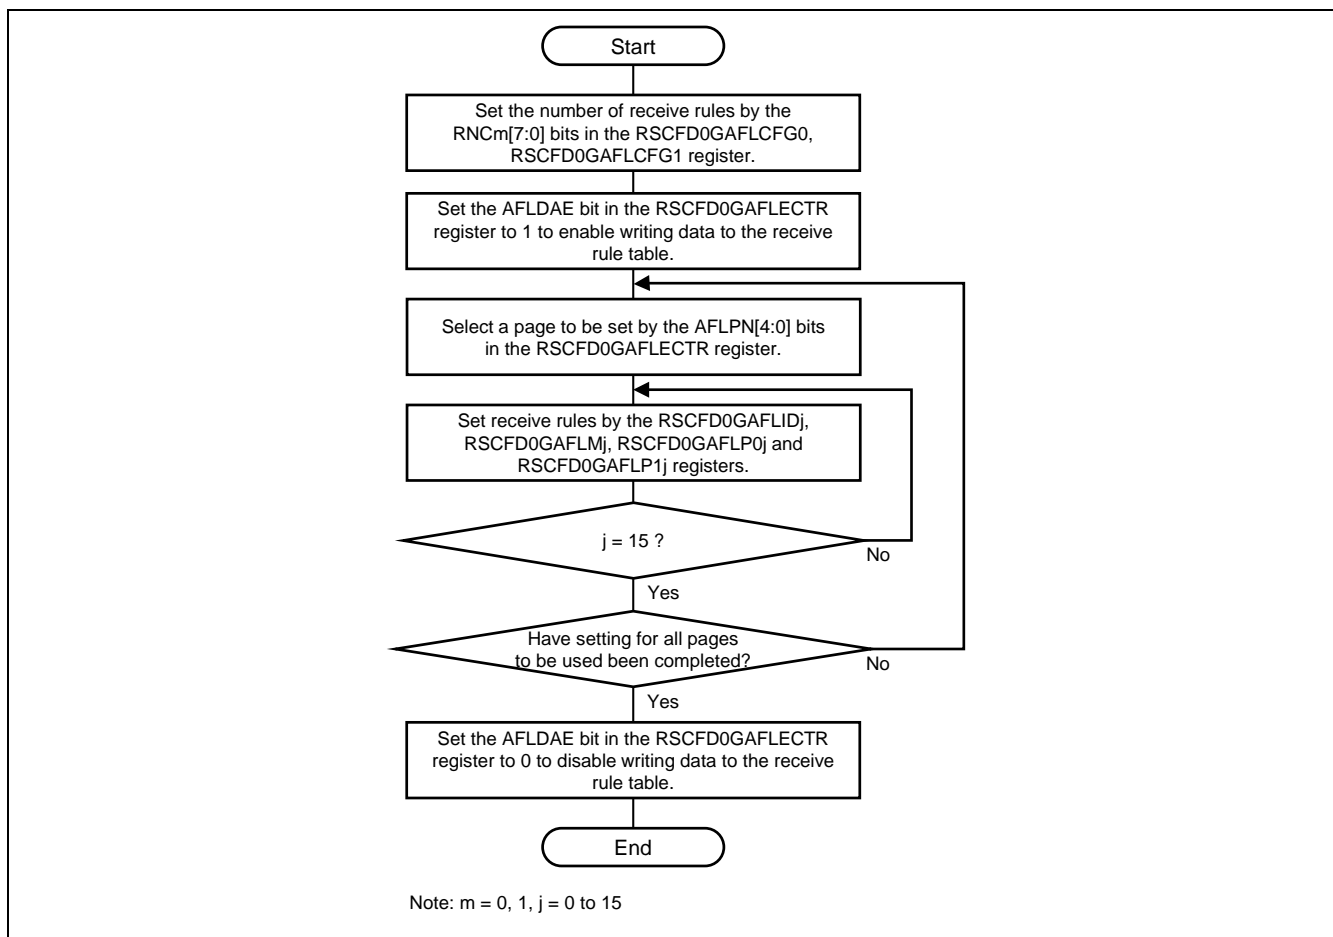 Start
Set the number of receive rules by the
RNCm[7:0] bits in the RSCFD0GAFLCFG0,
RSCFD0GAFLCFG1 register.
Set the AFLDAE bit in the RSCFD0GAFLECTR
register to 1 to enable writing data to the receive
rule table.
Select a page to be set by the AFLPN[4:0] bits
in the RSCFD0GAFLECTR register.
Set receive rules by the RSCFD0GAFLIDj,
RSCFD0GAFLMj, RSCFD0GAFLP0j and
RSCFD0GAFLP1j registers.
j = 15 ?
No
Yes
Have setting for all pages
to be used been completed?
No
Yes
Set the AFLDAE bit in the RSCFD0GAFLECTR
register to 0 to disable writing data to the receive
rule table.
End
Note: m = 0, 1, j = 0 to 15